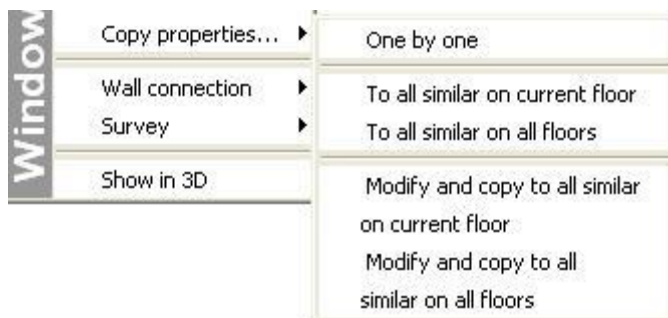 Window
Copy properties...
Wall connection
Survey
Show in 3D
One by one
To all similar on current floor
To all similar on all floors
Modify and copy to all similar
on current floor
Modify and copy to all
similar on all floors